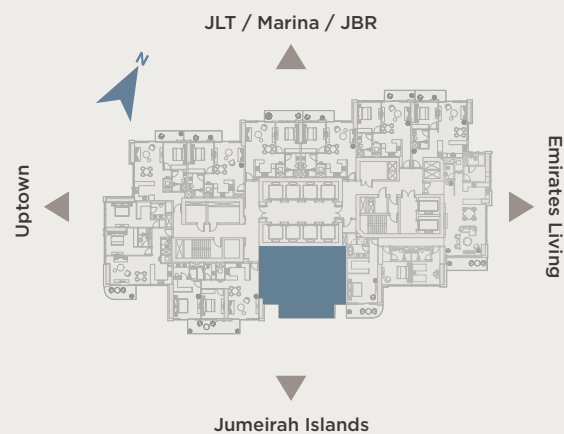 JLT / Marina / JBR
N
Uptown
Emirates Living
Jumeirah Islands